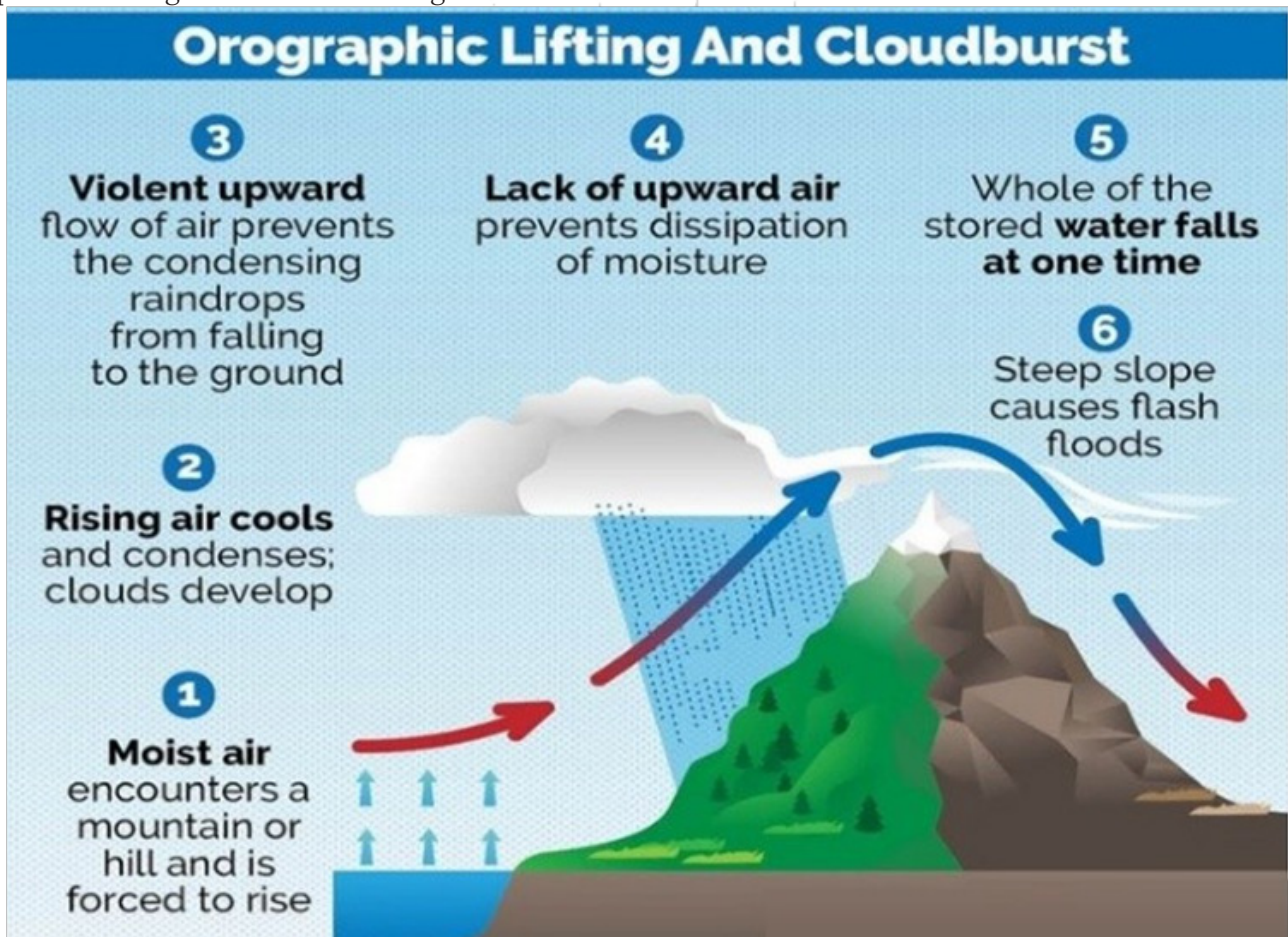 Orographic Lifting And Cloudburst
3
Violent upward
flow of air prevents
the condensing
raindrops
from falling
to the ground
4
Lack of upward air
prevents dissipation
of moisture
5
Whole of the
stored water falls
at one time
6
Steep slope
causes flash
floods
2
Rising air cools
and condenses;
clouds develop
1
Moist air
encounters a
mountain or
hill and is
forced to rise